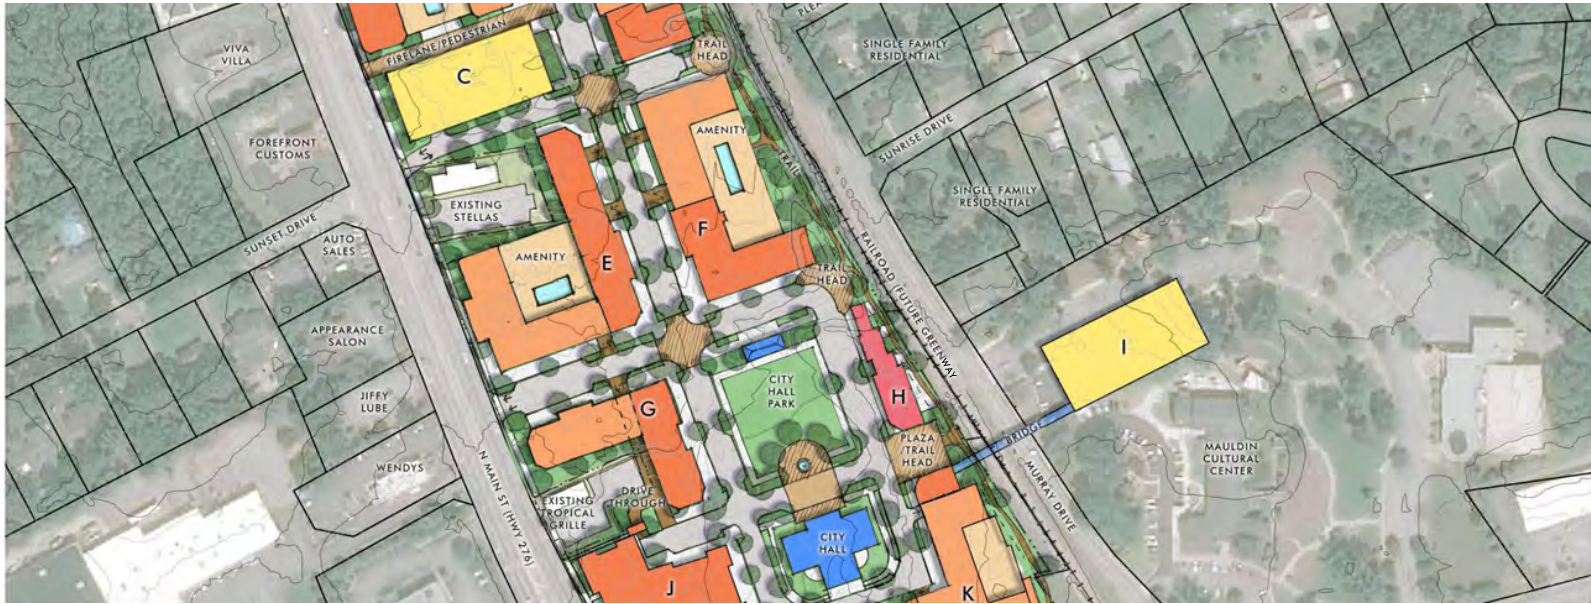 PLEA
VIVA
VILLA
FIRELANE/PEDESTRIAN
TRAIL
HEAD
SINGLE FAMILY
RESIDENTIAL
C
FOREFRONT
CUSTOMS
AMENITY
SUNRISE DRIVE
TRAIL
EXISTING
STELLAS
SINGLE FAMILY
RESIDENTIAL
SUNSET DRIVE
AUTO
SALES
F
AMENITY
E
TRAIL
HEAD
RAILROAD (FUTURE GREENWAY
APPEARANCE
SALON
I
CITY
HALL
PARK
JIFFY
LUBE
H
G
PLAZA
/TRAIL
HEAD
BRIDGE
MAULDIN
CULTURAL
CENTER
WENDYS
N MAIN ST (HWY 276)
EXISTING
TROPICAL
GRILLE
DRIVE
THROUGH
MURRAY DRIVE
CITY
HALL
J
K